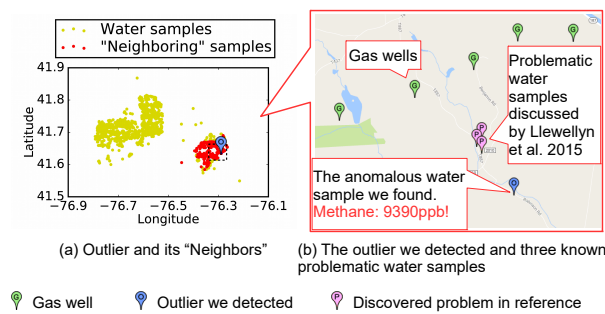 Water samples
"Neighboring" samples
41.9
41.8
41.7
41.6
41.5
Latitude
−76.9
−76.7
−76.5
−76.3
−76.1
Longitude
Gas wells
Problematic
water
samples
discussed
by Llewellyn
et al. 2015
The anomalous water
sample we found.
Methane: 9390ppb!
G
G
G
G
G
P
P
P
P
O
O
(a) Outlier and its “Neighbors”
(b) The outlier we detected and three known
problematic water samples
G Gas well
O Outlier we detected
P Discovered problem in reference